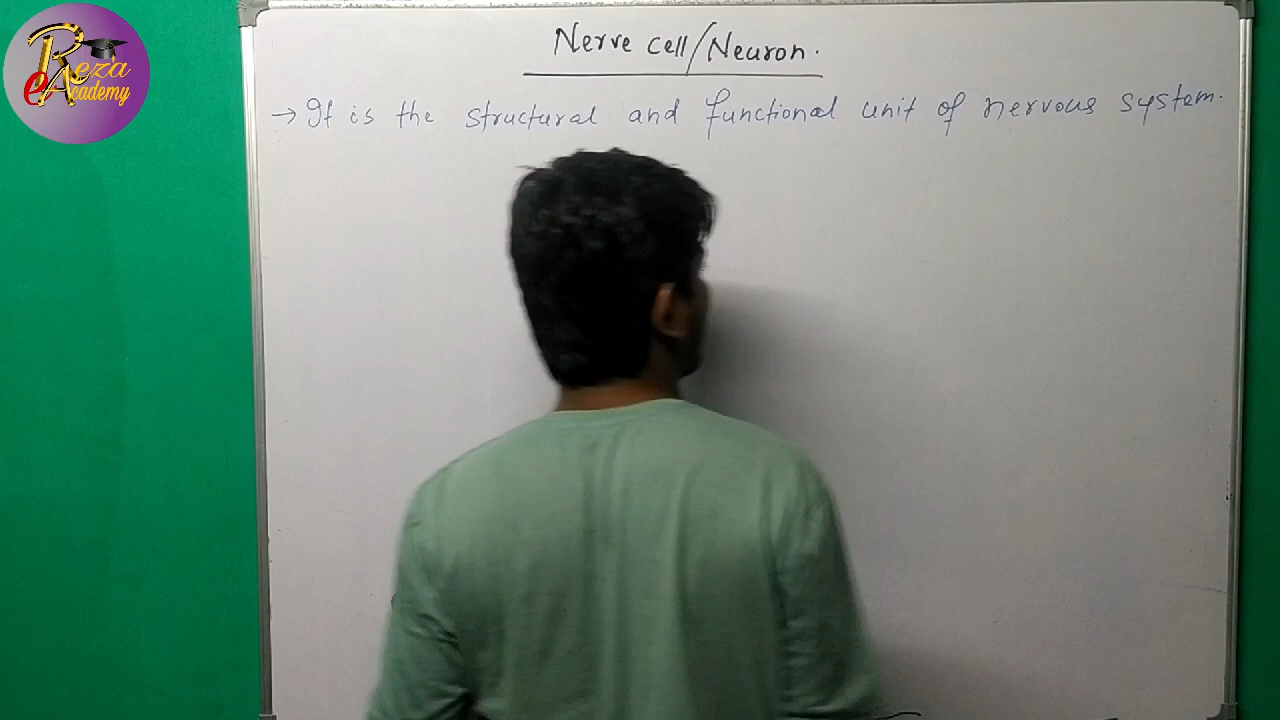 Reza
eAcademy
Nerve cell/Neuron.
→ It is the structural and functional unit of nervous system.